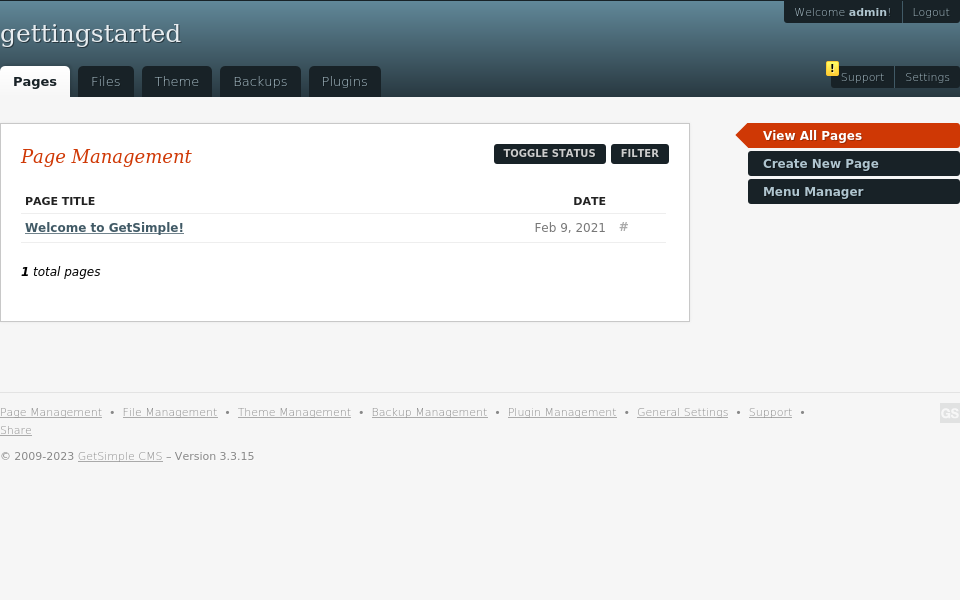 Welcome admin! Logout
gettingstarted
Pages Files Theme Backups Plugins ! Support Settings
Page Management TOGGLE STATUS FILTER
PAGE TITLE DATE
Welcome to GetSimple! Feb 9, 2021 #
1 total pages
View All Pages
Create New Page
Menu Manager
Page Management • File Management • Theme Management • Backup Management • Plugin Management • General Settings • Support •
Share
GS
© 2009-2023 GetSimple CMS – Version 3.3.15